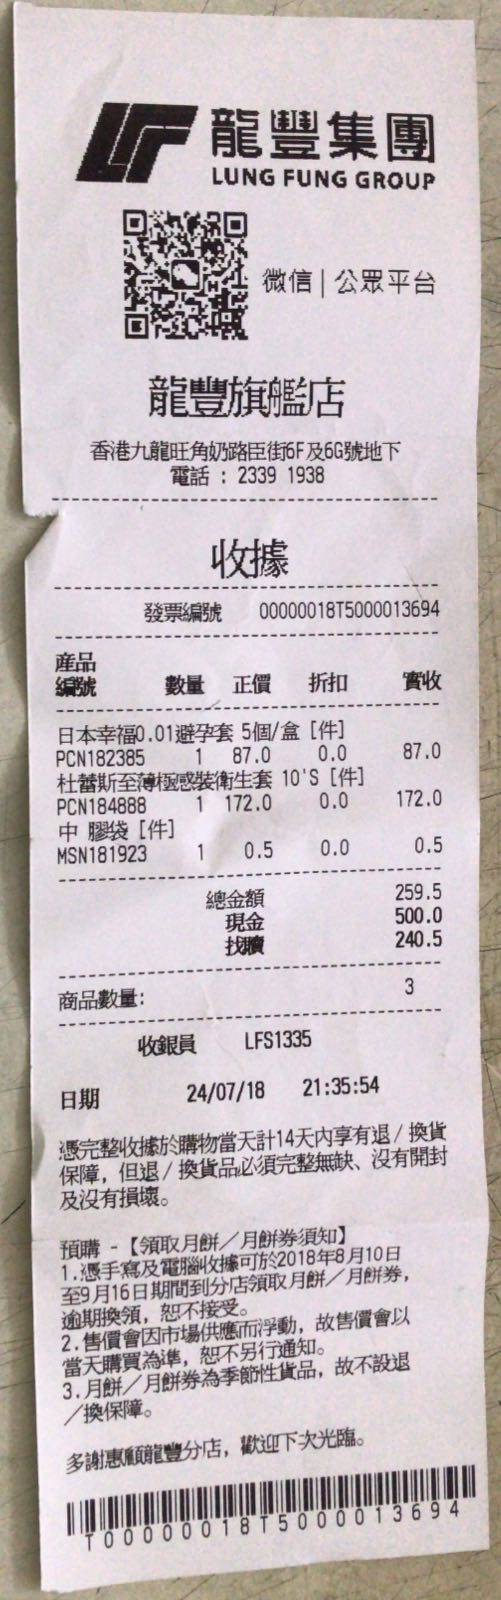 龍豐集團
LUNG FUNG GROUP
微信|公眾平台
龍豐旗艦店
香港九龍旺角奶路臣街6F及6G號地下
電話 : 2339 1938
收據
發票編號 00000018T5000013694
產品
編號 數量 正價 折扣 實收
日本幸福0.01避孕套 5個/盒 [件]
PCN182385 1 87.0 0.0 87.0
杜蕾斯至薄極感裝衛生套 10'S [件]
PCN184888 1 172.0 0.0 172.0
中 膠袋 [件]
MSN181923 1 0.5 0.0 0.5
總金額 259.5
現金 500.0
找贖 240.5
商品數量: 3
收銀員 LFS1335
日期 24/07/18 21:35:54
憑完整收據於購物當天計14天內享有退/換貨
保障，但退/換貨品必須完整無缺、沒有開封
及沒有損壞。
預購 -【領取月餅／月餅券須知】
1.憑手寫及電腦收據可於2018年8月10日
至9月16日期間到分店領取月餅／月餅券，
逾期換領，恕不接受。
2.售價會因市場供應而浮動，故售價會以
當天購買為準，恕不另行通知。
3.月餅／月餅券為季節性貨品，故不設退
／換保障。
多謝惠顧龍豐分店，歡迎下次光臨。
T00000018T5000013694